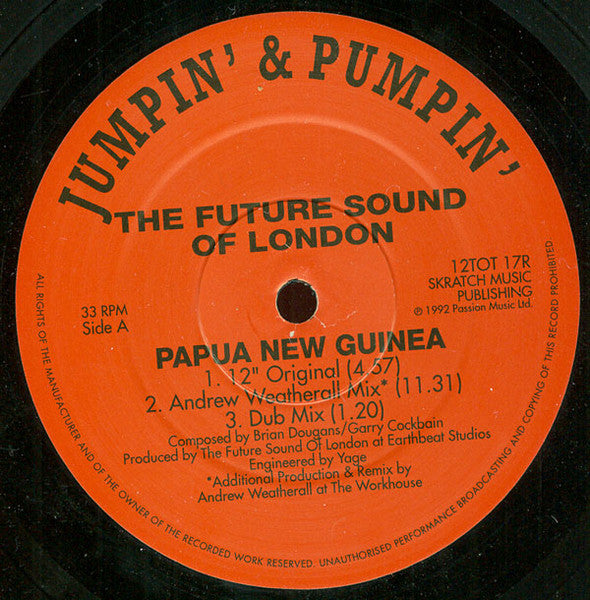 JUMPIN' & PUMPIN'
THE FUTURE SOUND
OF LONDON
33 RPM
Side A
12TOT 17R
SKRATCH MUSIC
PUBLISHING
℗ 1992 Passion Music Ltd.
PAPUA NEW GUINEA
1. 12" Original (4.57)
2. Andrew Weatherall Mix* (11.31)
3. Dub Mix (1.20)
Composed by Brian Dougans/Garry Cockbain
Produced by The Future Sound Of London at Earthbeat Studios
Engineered by Yage
*Additional Production & Remix by
Andrew Weatherall at The Workhouse
ALL RIGHTS OF THE MANUFACTURER AND OF THE OWNER OF THE RECORDED WORK RESERVED. UNAUTHORISED PERFORMANCE BROADCASTING AND COPYING OF THIS RECORD PROHIBITED